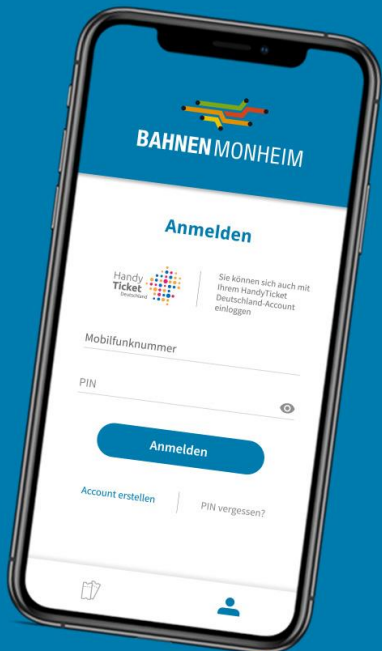 BAHNEN MONHEIM
Anmelden
Handy
Ticket
Deutschland
Sie können sich auch mit
Ihrem HandyTicket
Deutschland-Account
einloggen
Mobilfunknummer
PIN
Anmelden
Account erstellen
PIN vergessen?